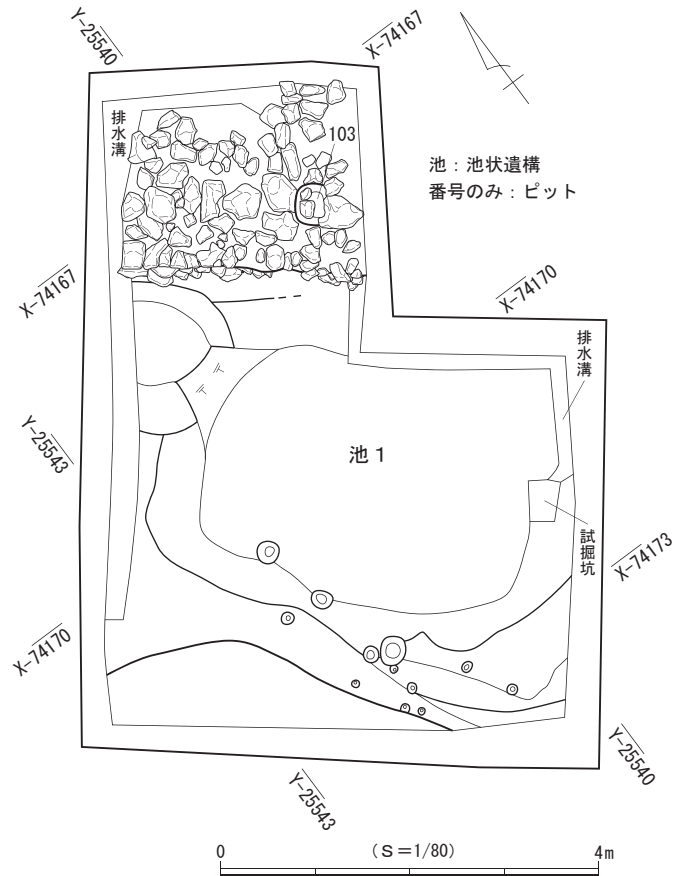 Y-25540
X-74167
排水溝
103
池：池状遺構
番号のみ：ピット
X-74167
X-74170
排水溝
Y-25543
池1
試掘坑
X-74173
X-74170
Y-25540
Y-25543
0 （S＝1/80） 4m